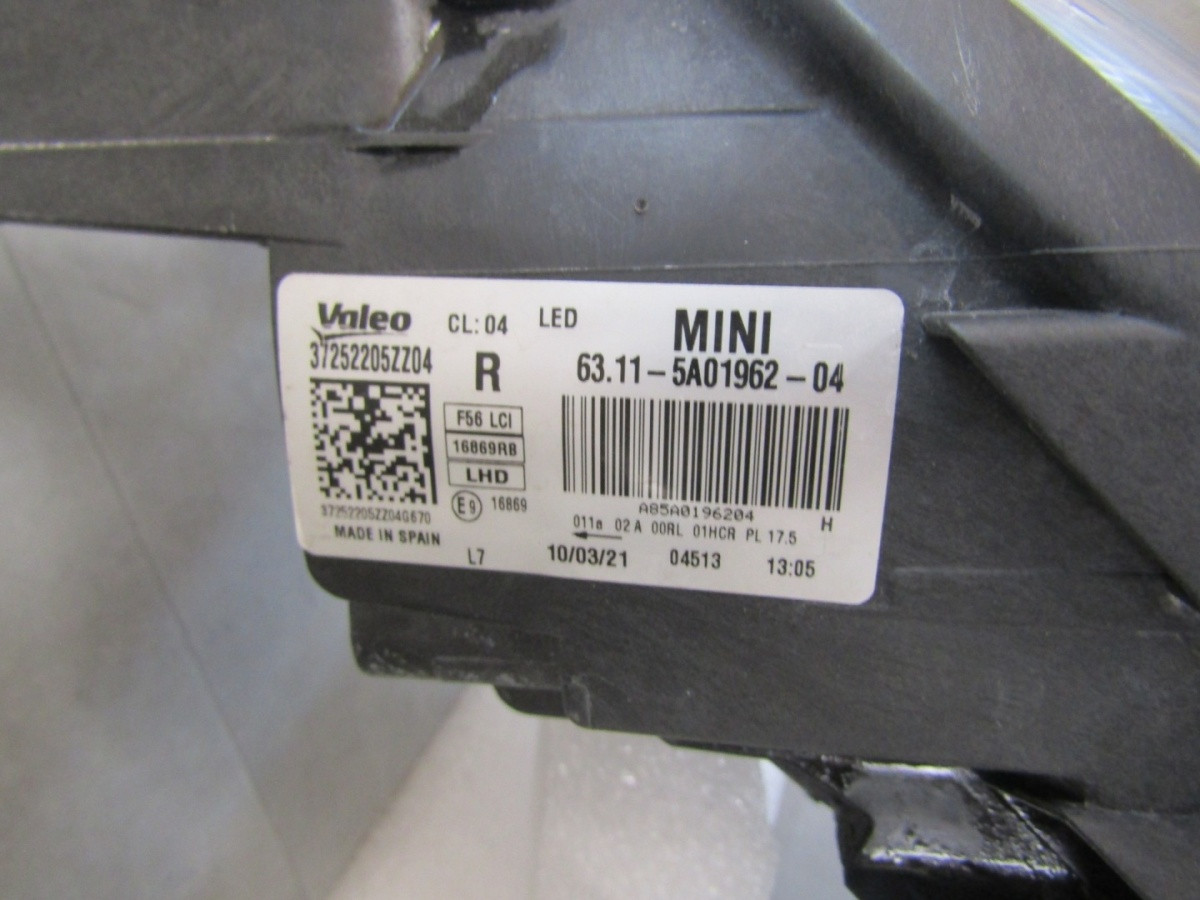 Valeo
CL: 04
LED
MINI
37252205ZZ04
R
63.11-5A01962-04
F56 LCI
16869RB
LHD
E9 16869
37252205ZZ04G670
MADE IN SPAIN
A85A0196204
H
011a 02A 00RL 01HCR PL 17.5
L7
10/03/21
04513
13:05